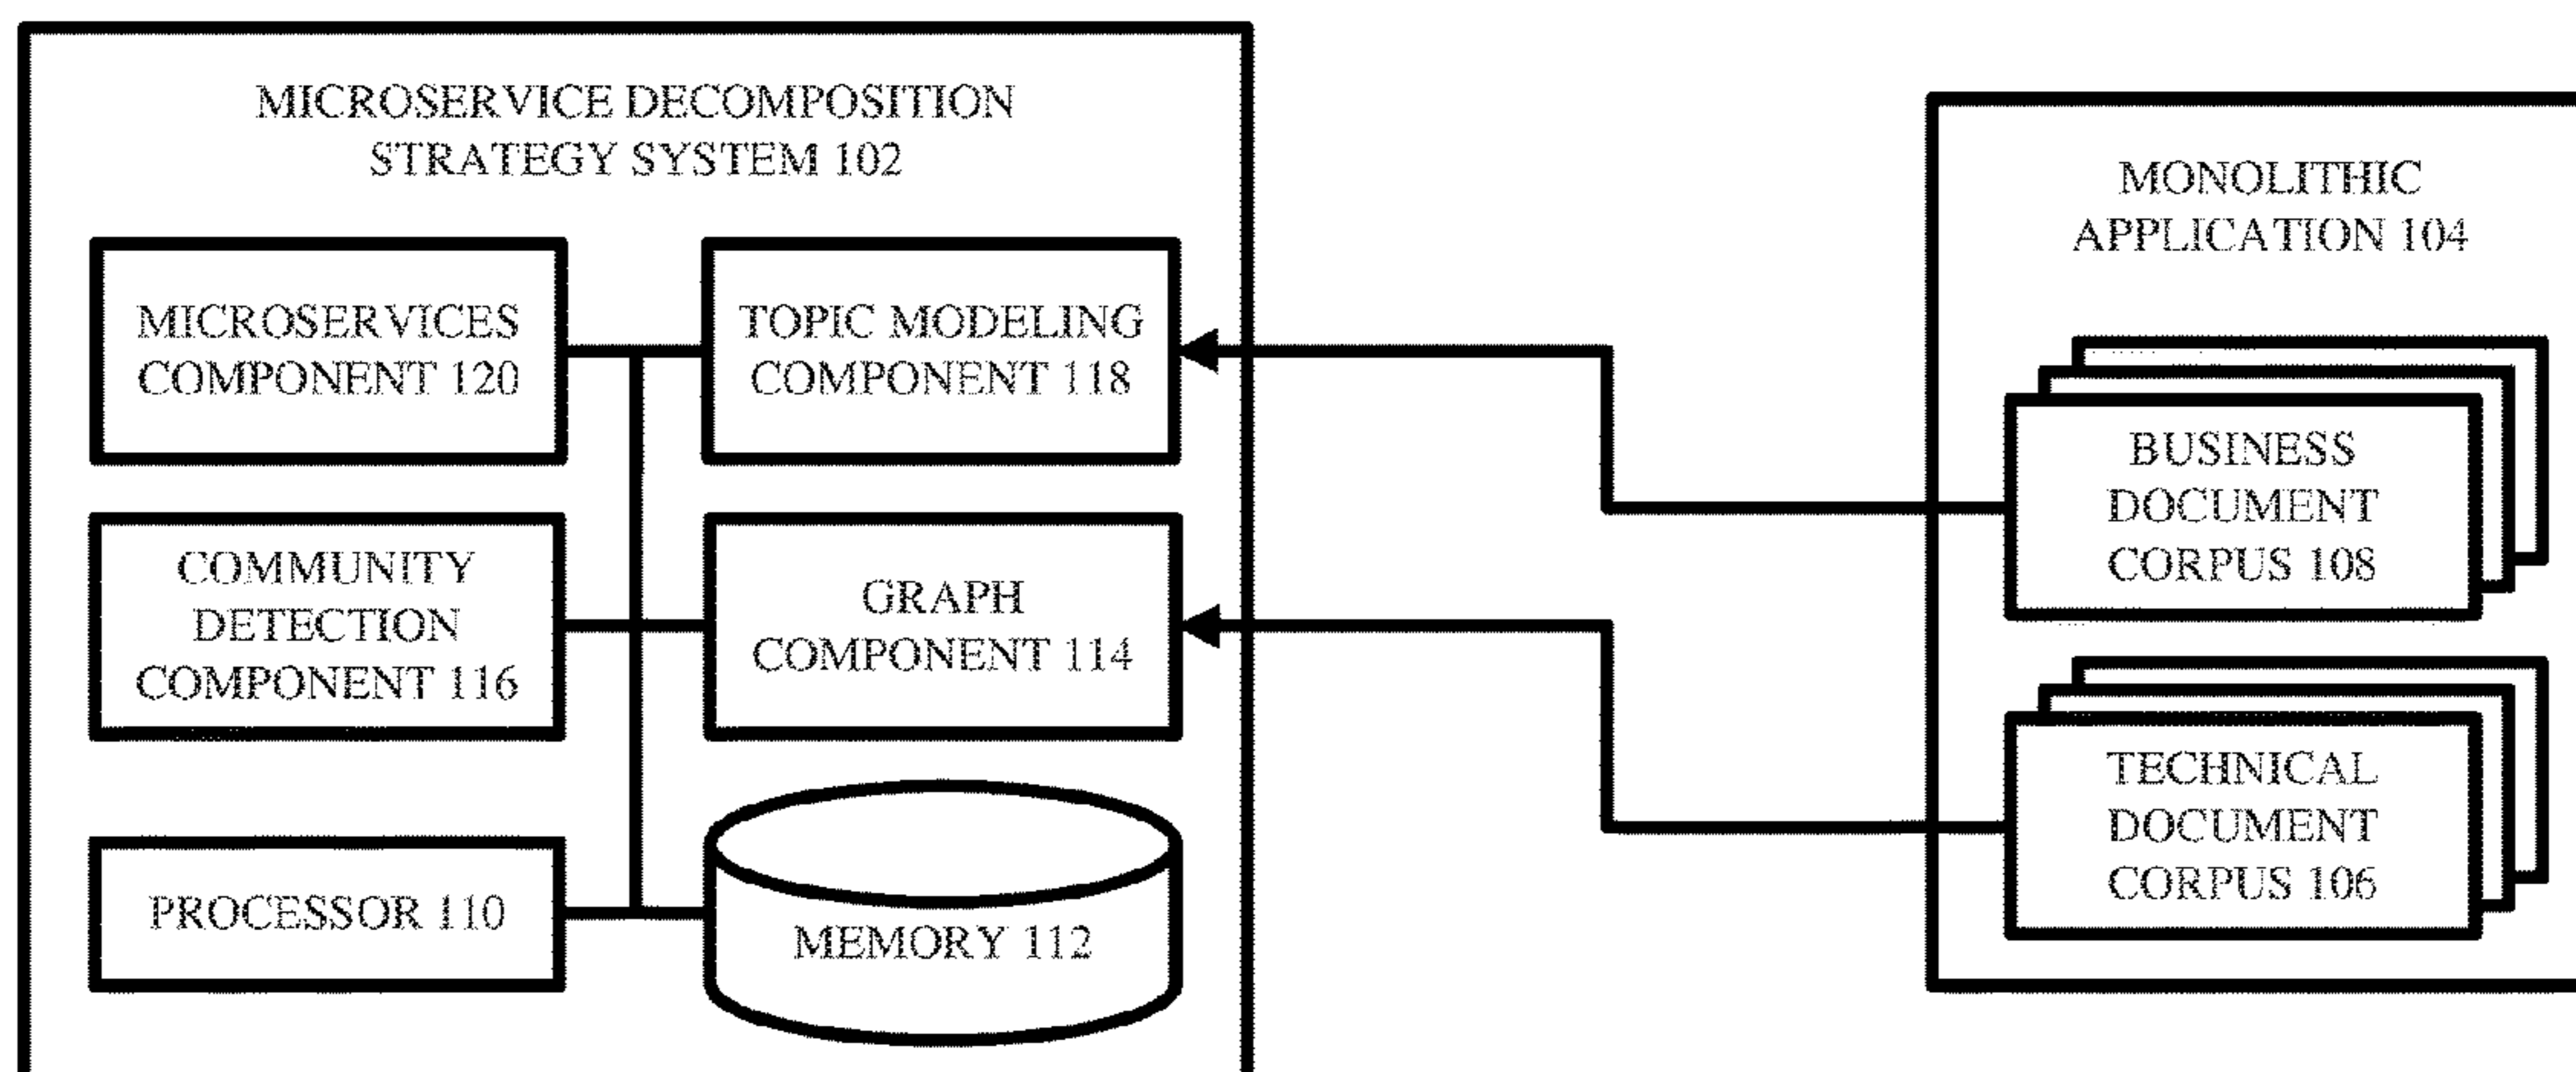 MICROSERVICE DECOMPOSITION
STRATEGY SYSTEM 102
MICROSERVICES
COMPONENT 120
TOPIC MODELING
COMPONENT 118
COMMUNITY
DETECTION
COMPONENT 116
GRAPH
COMPONENT 114
PROCESSOR 110
MEMORY 112
MONOLITHIC
APPLICATION 104
BUSINESS
DOCUMENT
CORPUS 108
TECHNICAL
DOCUMENT
CORPUS 106